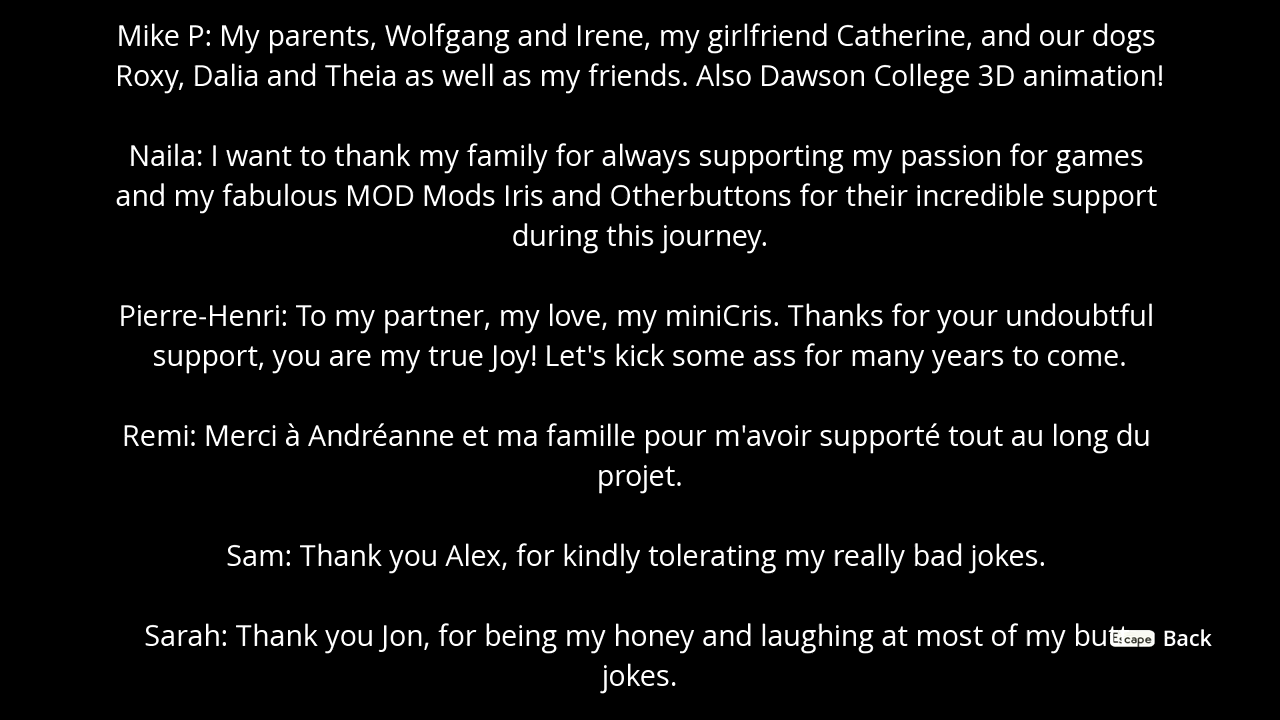 Mike P: My parents, Wolfgang and Irene, my girlfriend Catherine, and our dogs
Roxy, Dalia and Theia as well as my friends. Also Dawson College 3D animation!
Naila: I want to thank my family for always supporting my passion for games
and my fabulous MOD Mods Iris and Otherbuttons for their incredible support
during this journey.
Pierre-Henri: To my partner, my love, my miniCris. Thanks for your undoubtful
support, you are my true Joy! Let's kick some ass for many years to come.
Remi: Merci à Andréanne et ma famille pour m'avoir supporté tout au long du
projet.
Sam: Thank you Alex, for kindly tolerating my really bad jokes.
Sarah: Thank you Jon, for being my honey and laughing at most of my butt
jokes.
Escape Back